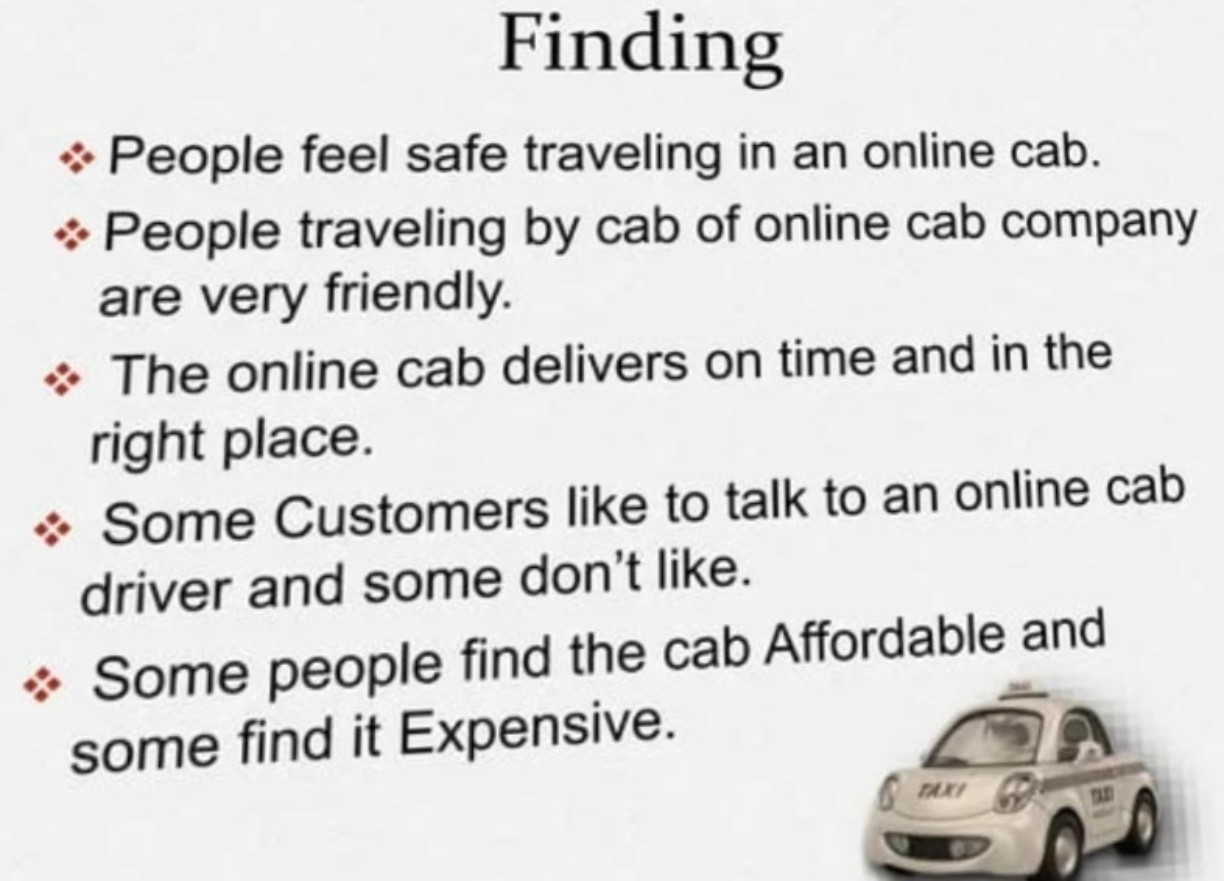 Finding
❖ People feel safe traveling in an online cab.
❖ People traveling by cab of online cab company
are very friendly.
❖ The online cab delivers on time and in the
right place.
❖ Some Customers like to talk to an online cab
driver and some don't like.
❖ Some people find the cab Affordable and
some find it Expensive.
TAXI
TAXI